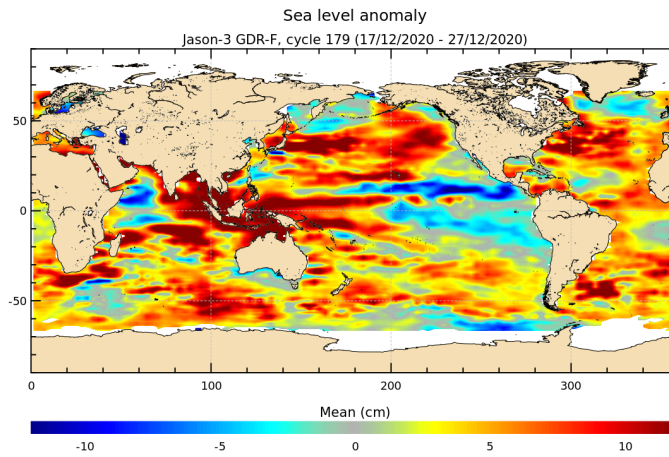 Sea level anomaly
Jason-3 GDR-F, cycle 179 (17/12/2020 - 27/12/2020)
50
0
-50
0 100 200 300
Mean (cm)
-10 -5 0 5 10